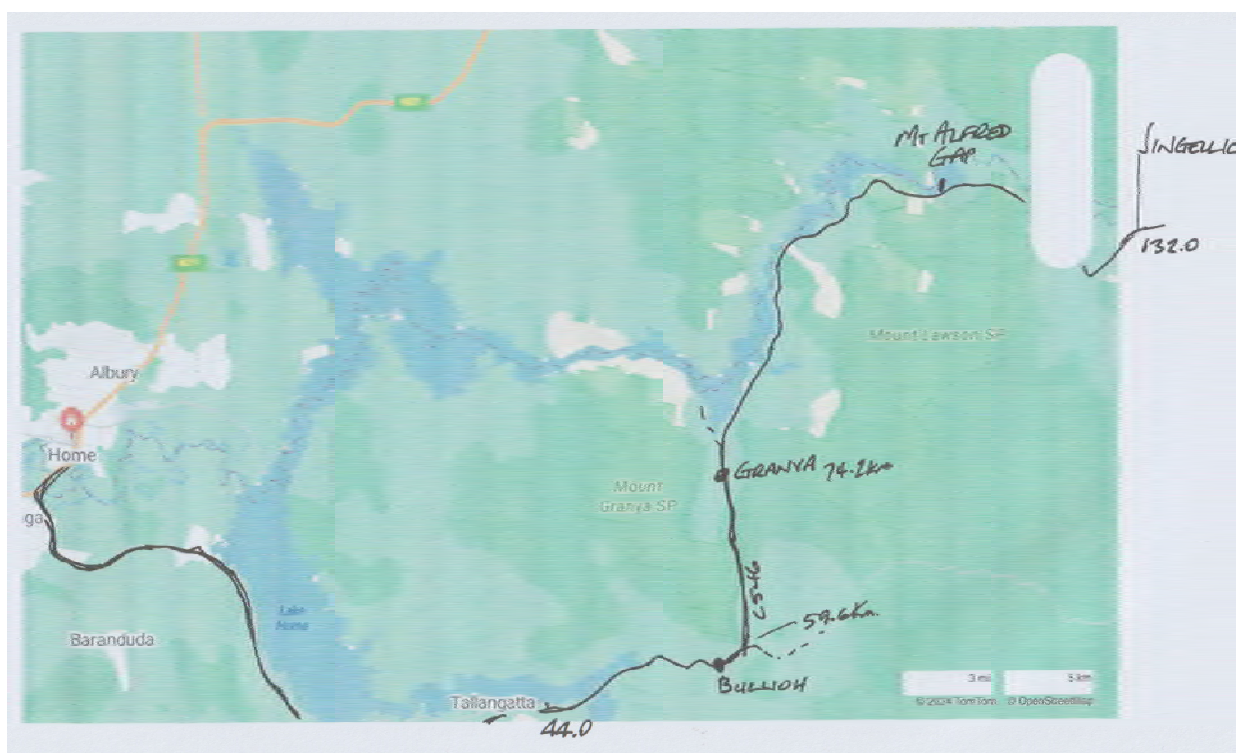 Mt ALFRED
GAP
JINGELLIC
132.0
Mount Lawson SP
Albury
Home
GRANYA 74.2km
Mount
Granya SP
ga
C546
59.6Km
Lake
Hume
Baranduda
BULLIOH
Tallangatta
44.0
3 mi
5 km
© 2024 TomTom
© OpenStreetMap